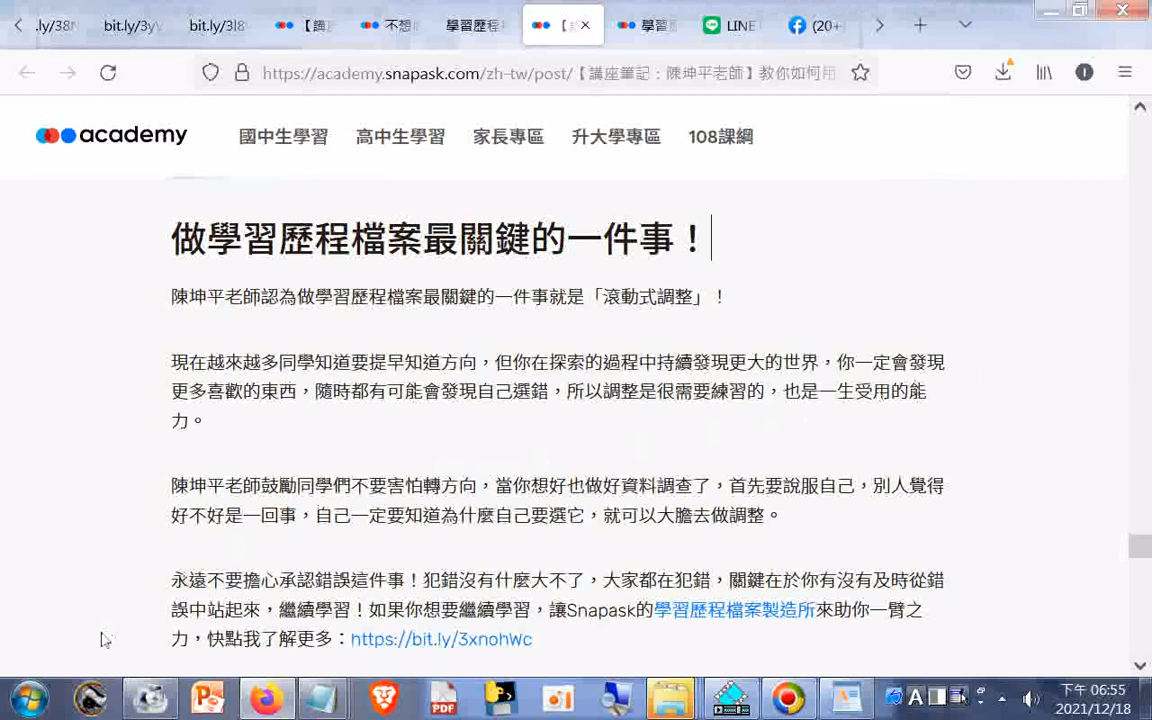 .ly/38M
bit.ly/3yv
bit.ly/3l8
【講座
不想
學習歷程
【
學習歷
LINE
(20+
https://academy.snapask.com/zh-tw/post/【講座筆記：陳坤平老師】教你如何用
academy
國中生學習
高中生學習
家長專區
升大學專區
108課綱
做學習歷程檔案最關鍵的一件事！
陳坤平老師認為做學習歷程檔案最關鍵的一件事就是「滾動式調整」！
現在越來越多同學知道要提早知道方向，但你在探索的過程中持續發現更大的世界，你一定會發現
更多喜歡的東西，隨時都有可能會發現自己選錯，所以調整是很需要練習的，也是一生受用的能
力。
陳坤平老師鼓勵同學們不要害怕轉方向，當你想好也做好資料調查了，首先要說服自己，別人覺得
好不好是一回事，自己一定要知道為什麼自己要選它，就可以大膽去做調整。
永遠不要擔心承認錯誤這件事！犯錯沒有什麼大不了，大家都在犯錯，關鍵在於你有沒有及時從錯
誤中站起來，繼續學習！如果你想要繼續學習，讓Snapask的學習歷程檔案製造所來助你一臂之
力，快點我了解更多：https://bit.ly/3xnohWc
PDF
A
下午 06:55
2021/12/18